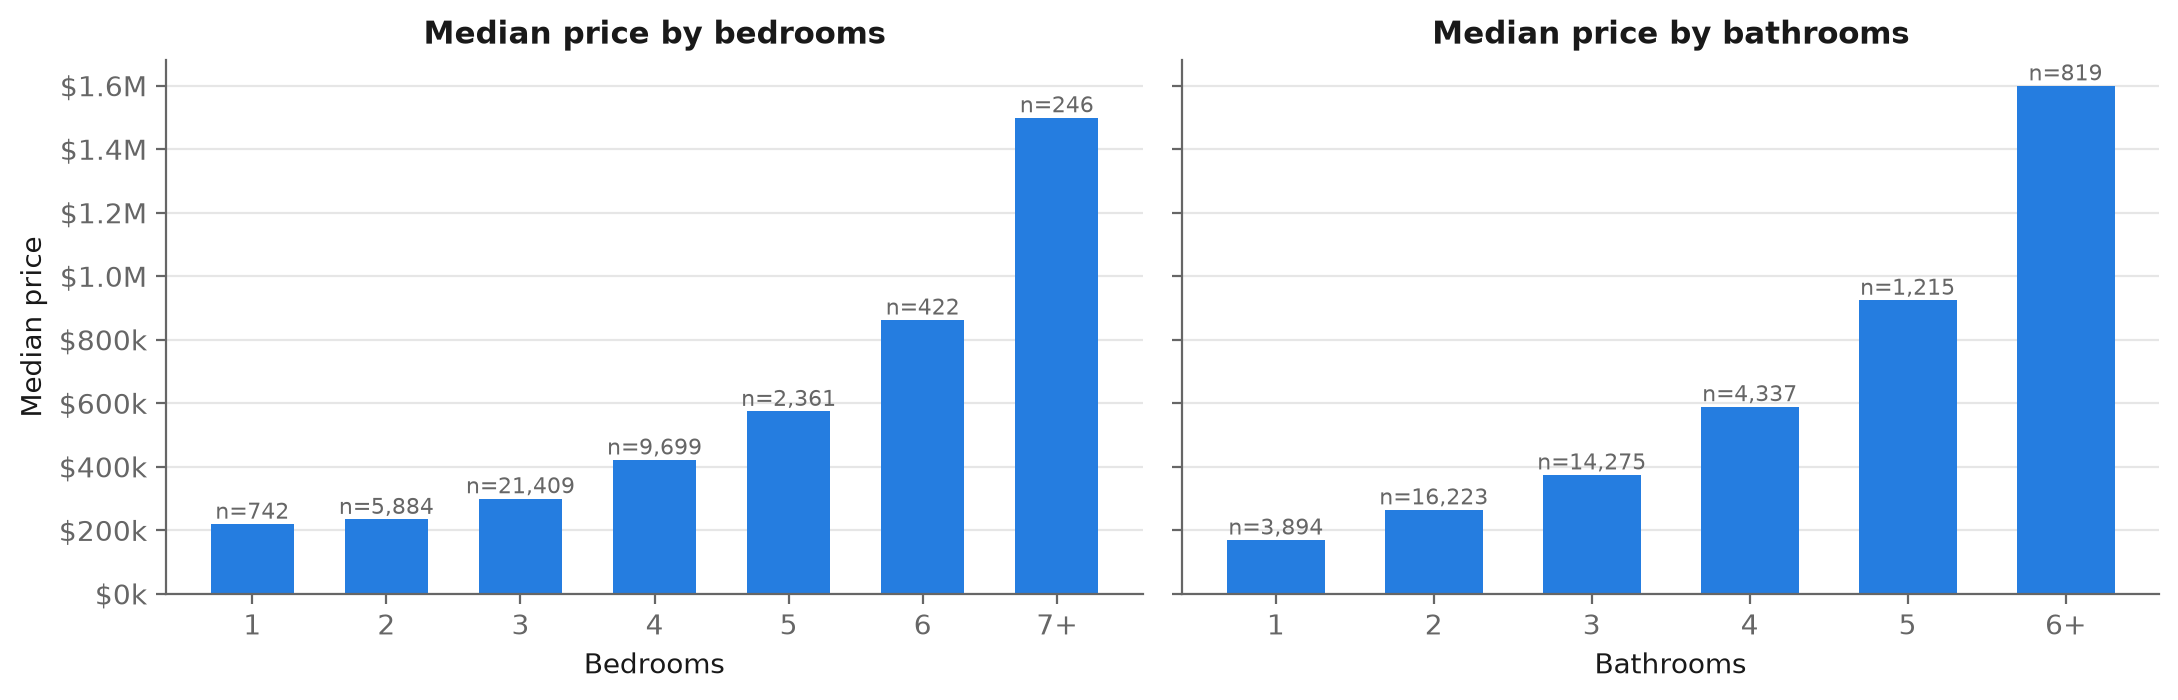 Median price by bedrooms
Median price
$1.6M
$1.4M
$1.2M
$1.0M
$800k
$600k
$400k
$200k
$0k
n=742
n=5,884
n=21,409
n=9,699
n=2,361
n=422
n=246
1 2 3 4 5 6 7+
Bedrooms
Median price by bathrooms
n=3,894
n=16,223
n=14,275
n=4,337
n=1,215
n=819
1 2 3 4 5 6+
Bathrooms